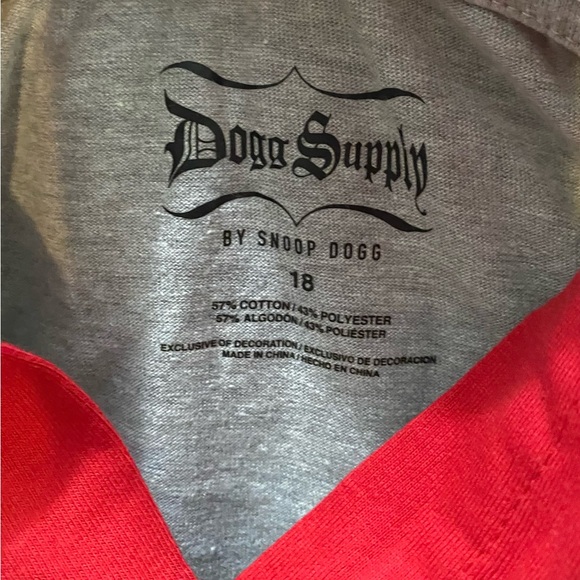 Dogg Supply
BY SNOOP DOGG
18
57% COTTON / 43% POLYESTER
57% ALGODÓN / 43% POLIÉSTER
EXCLUSIVE OF DECORATION / EXCLUSIVO DE DECORACION
MADE IN CHINA / HECHO EN CHINA